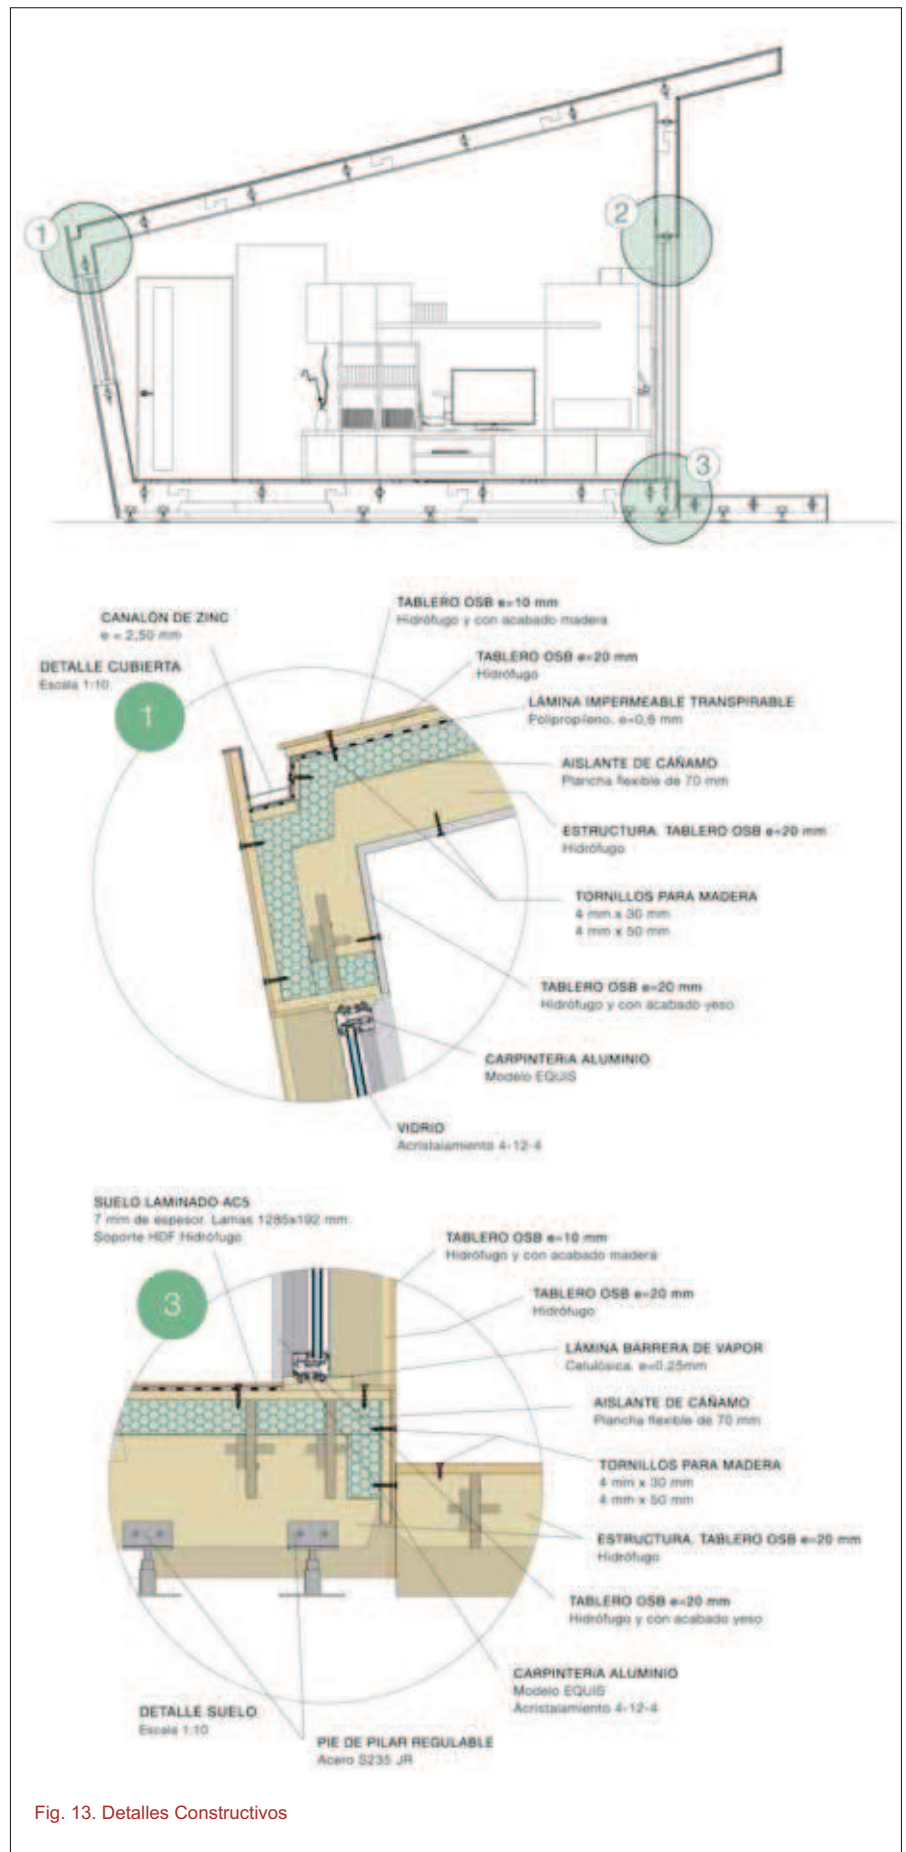 1
2
3
CANALÓN DE ZINC
e = 2,50 mm
DETALLE CUBIERTA
Escala 1:10
1
TABLERO OSB e=10 mm
Hidrófugo y con acabado madera
TABLERO OSB e=20 mm
Hidrófugo
LÁMINA IMPERMEABLE TRANSPIRABLE
Polipropileno. e=0,6 mm
AISLANTE DE CÁÑAMO
Plancha flexible de 70 mm
ESTRUCTURA. TABLERO OSB e=20 mm
Hidrófugo
TORNILLOS PARA MADERA
4 mm x 30 mm
4 mm x 50 mm
TABLERO OSB e=20 mm
Hidrófugo y con acabado yeso
CARPINTERIA ALUMINIO
Modelo EQUIS
VIDRIO
Acristalamiento 4-12-4
SUELO LAMINADO AC5
7 mm de espesor. Lamas 1285x192 mm.
Soporte HDF Hidrófugo
3
TABLERO OSB e=10 mm
Hidrófugo y con acabado madera
TABLERO OSB e=20 mm
Hidrófugo
LÁMINA BARRERA DE VAPOR
Celulósica. e=0.25mm
AISLANTE DE CÁÑAMO
Plancha flexible de 70 mm
TORNILLOS PARA MADERA
4 mm x 30 mm
4 mm x 50 mm
ESTRUCTURA. TABLERO OSB e=20 mm
Hidrófugo
TABLERO OSB e=20 mm
Hidrófugo y con acabado yeso
CARPINTERIA ALUMINIO
Modelo EQUIS
Acristalamiento 4-12-4
DETALLE SUELO
Escala 1:10
PIE DE PILAR REGULABLE
Acero S235 JR
Fig. 13. Detalles Constructivos